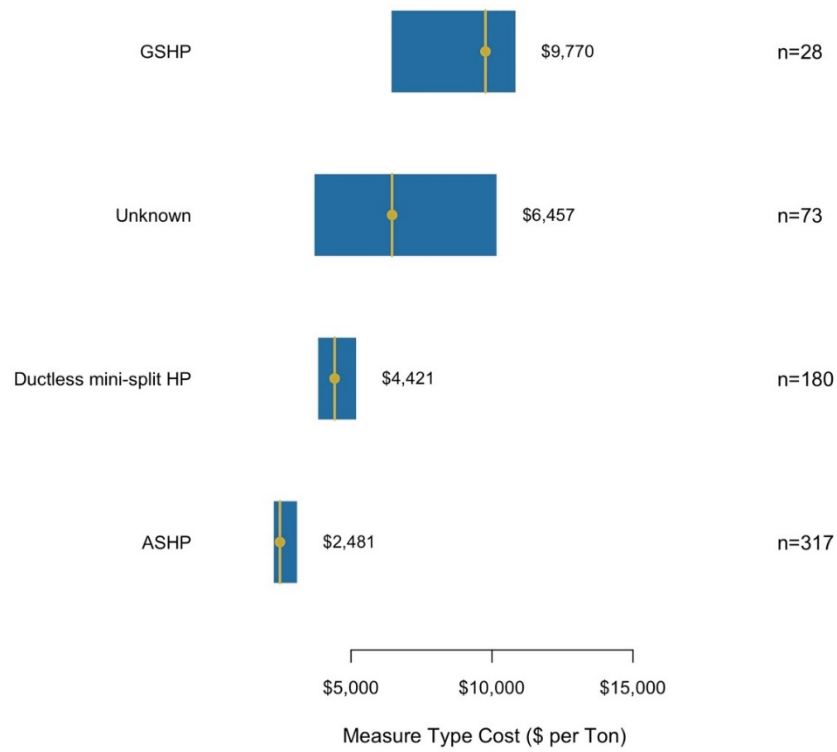 GSHP $9,770 n=28
Unknown $6,457 n=73
Ductless mini-split HP $4,421 n=180
ASHP $2,481 n=317
$5,000 $10,000 $15,000
Measure Type Cost ($ per Ton)